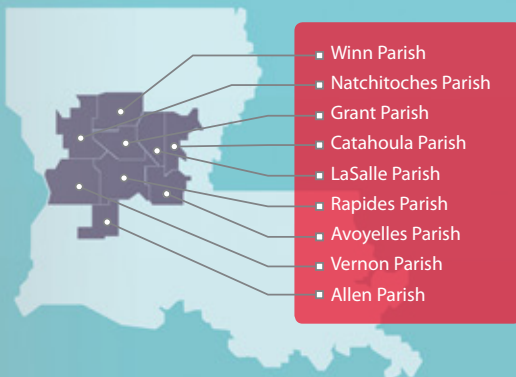 Winn Parish
Natchitoches Parish
Grant Parish
Catahoula Parish
LaSalle Parish
Rapides Parish
Avoyelles Parish
Vernon Parish
Allen Parish